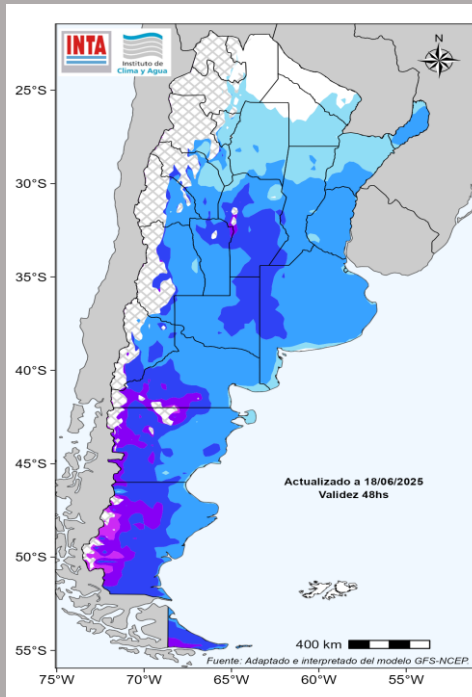 INTA
Instituto de
Clima y Agua
N
25°S
30°S
35°S
40°S
45°S
50°S
55°S
Actualizado a 18/06/2025
Validez 48hs
400 km
Fuente: Adaptado e interpretado del modelo GFS-NCEP.
75°W
70°W
65°W
60°W
55°W